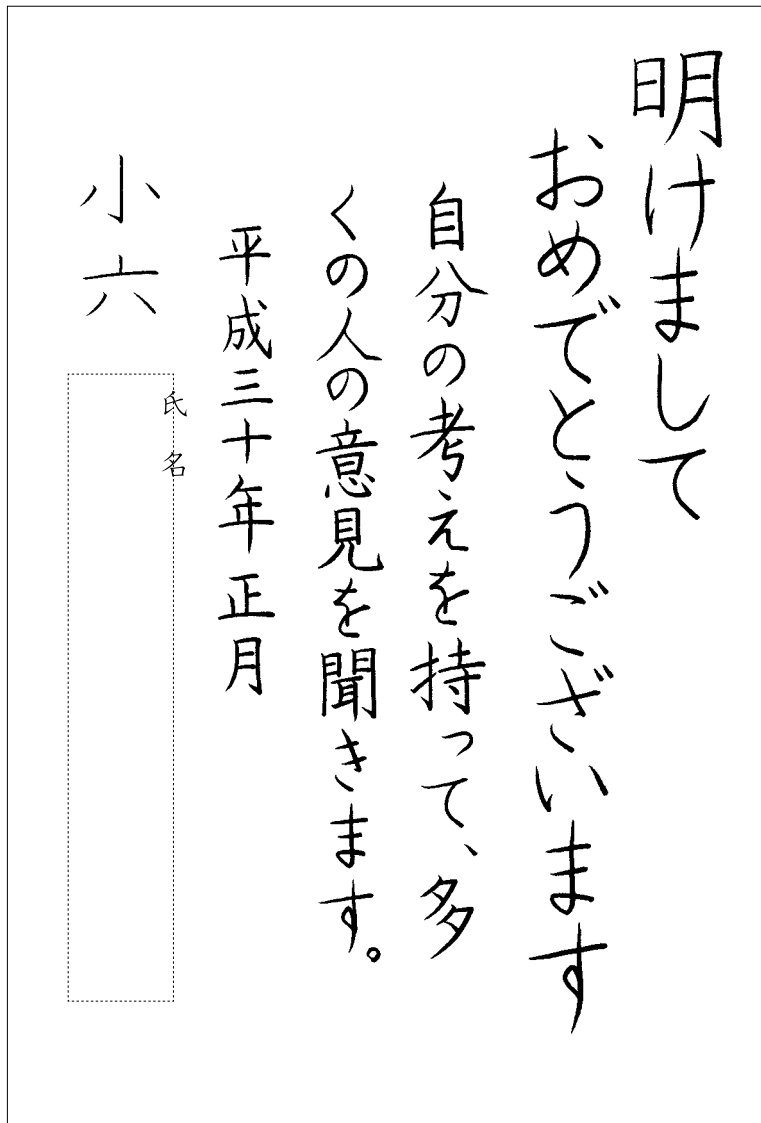 明けまして
おめでとうございます
自分の考えを持って、多
くの人の意見を聞きます。
平成三十年正月
小六
氏名